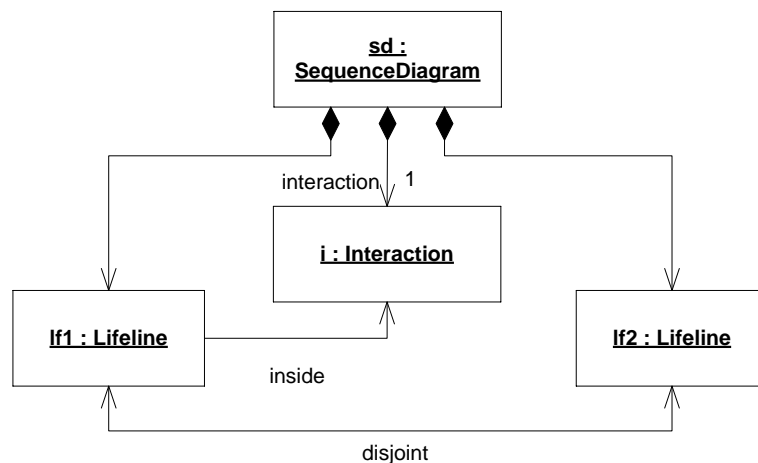 sd :
SequenceDiagram
interaction
1
i : Interaction
lf1 : Lifeline
lf2 : Lifeline
inside
disjoint